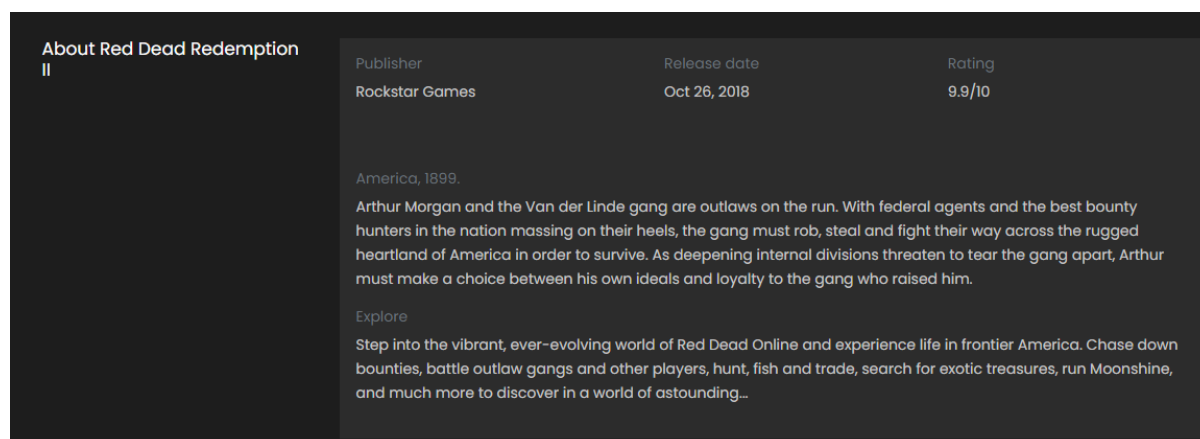 About Red Dead Redemption
II
Publisher
Release date
Rating
Rockstar Games
Oct 26, 2018
9.9/10
America, 1899.
Arthur Morgan and the Van der Linde gang are outlaws on the run. With federal agents and the best bounty
hunters in the nation massing on their heels, the gang must rob, steal and fight their way across the rugged
heartland of America in order to survive. As deepening internal divisions threaten to tear the gang apart, Arthur
must make a choice between his own ideals and loyalty to the gang who raised him.
Explore
Step into the vibrant, ever-evolving world of Red Dead Online and experience life in frontier America. Chase down
bounties, battle outlaw gangs and other players, hunt, fish and trade, search for exotic treasures, run Moonshine,
and much more to discover in a world of astounding...